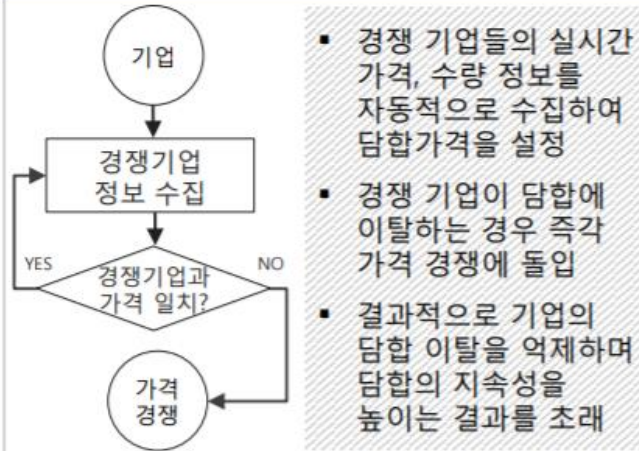 기업
경쟁기업
정보 수집
YES
NO
경쟁기업과
가격 일치?
가격
경쟁
▪ 경쟁 기업들의 실시간
가격, 수량 정보를
자동적으로 수집하여
담합가격을 설정
▪ 경쟁 기업이 담합에
이탈하는 경우 즉각
가격 경쟁에 돌입
▪ 결과적으로 기업의
담합 이탈을 억제하며
담합의 지속성을
높이는 결과를 초래